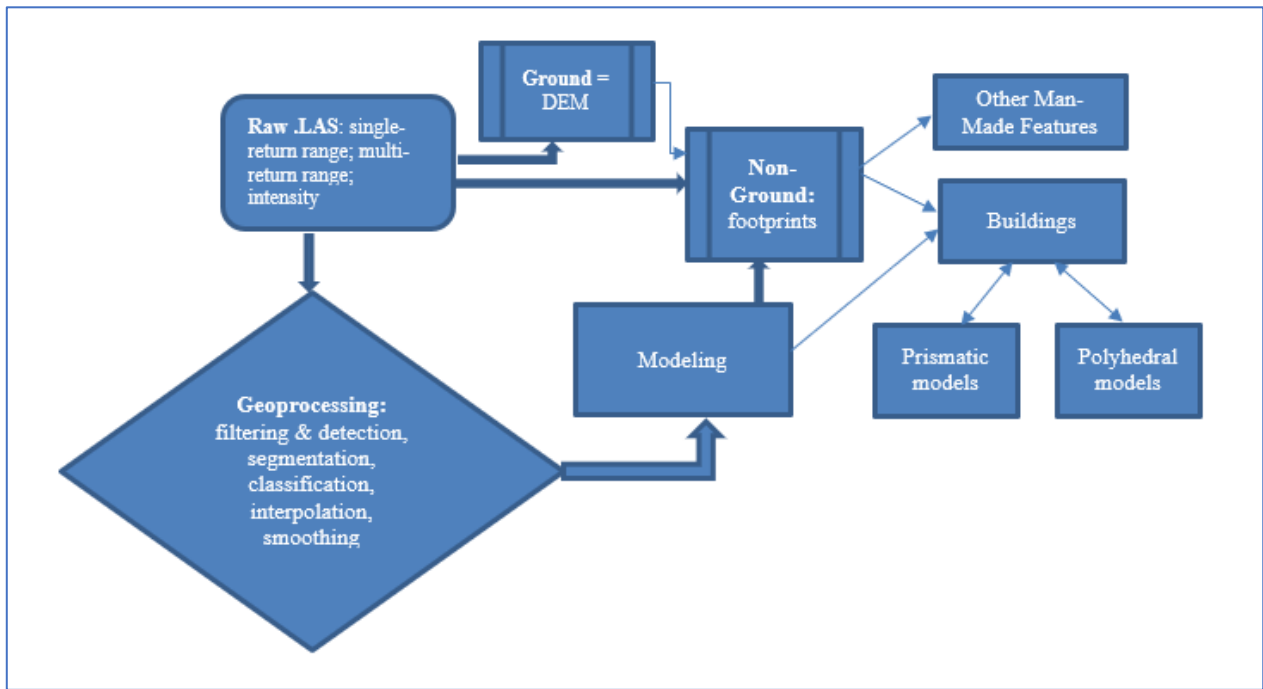 Ground =
DEM
Other Man-
Made Features
Raw .LAS: single-
return range; multi-
return range;
intensity
Non-
Ground:
footprints
Buildings
Modeling
Prismatic
models
Polyhedral
models
Geoprocessing:
filtering & detection,
segmentation,
classification,
interpolation,
smoothing